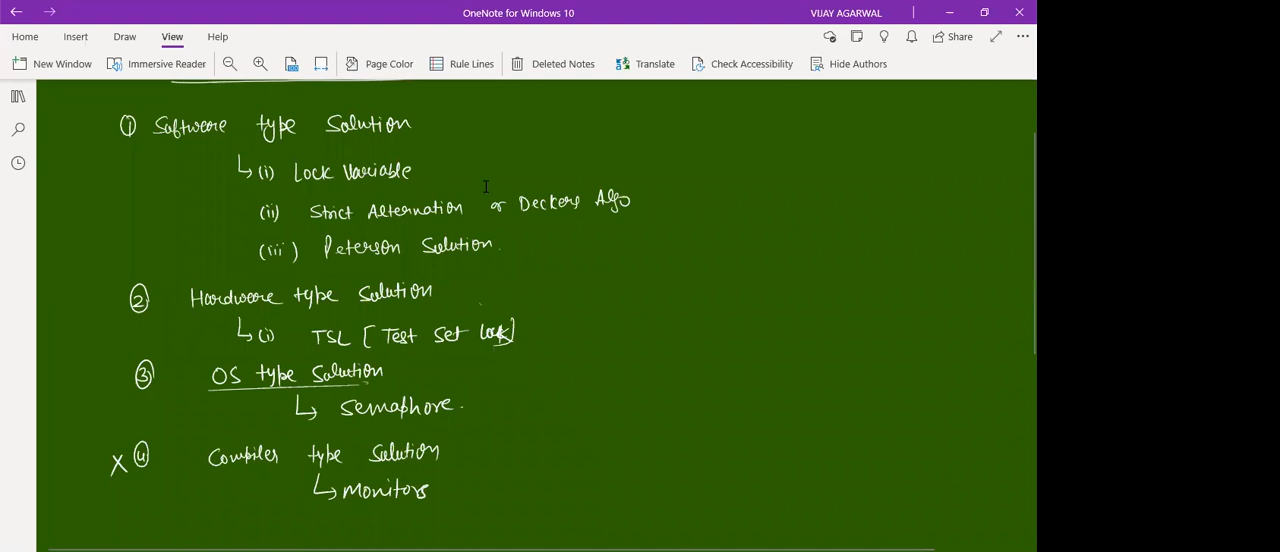 OneNote for Windows 10
VIJAY AGARWAL
Home Insert Draw View Help
Share
New Window Immersive Reader Page Color Rule Lines Deleted Notes Translate Check Accessibility Hide Authors
① Software type Solution
(i) Lock Variable
(ii) Strict Alternation or Deckers Algo
(iii) Peterson Solution.
② Hardware type Solution
(i) TSL [Test Set Lock]
③ OS type Solution
Semaphore.
X ④ Compiler type Solution
Monitors